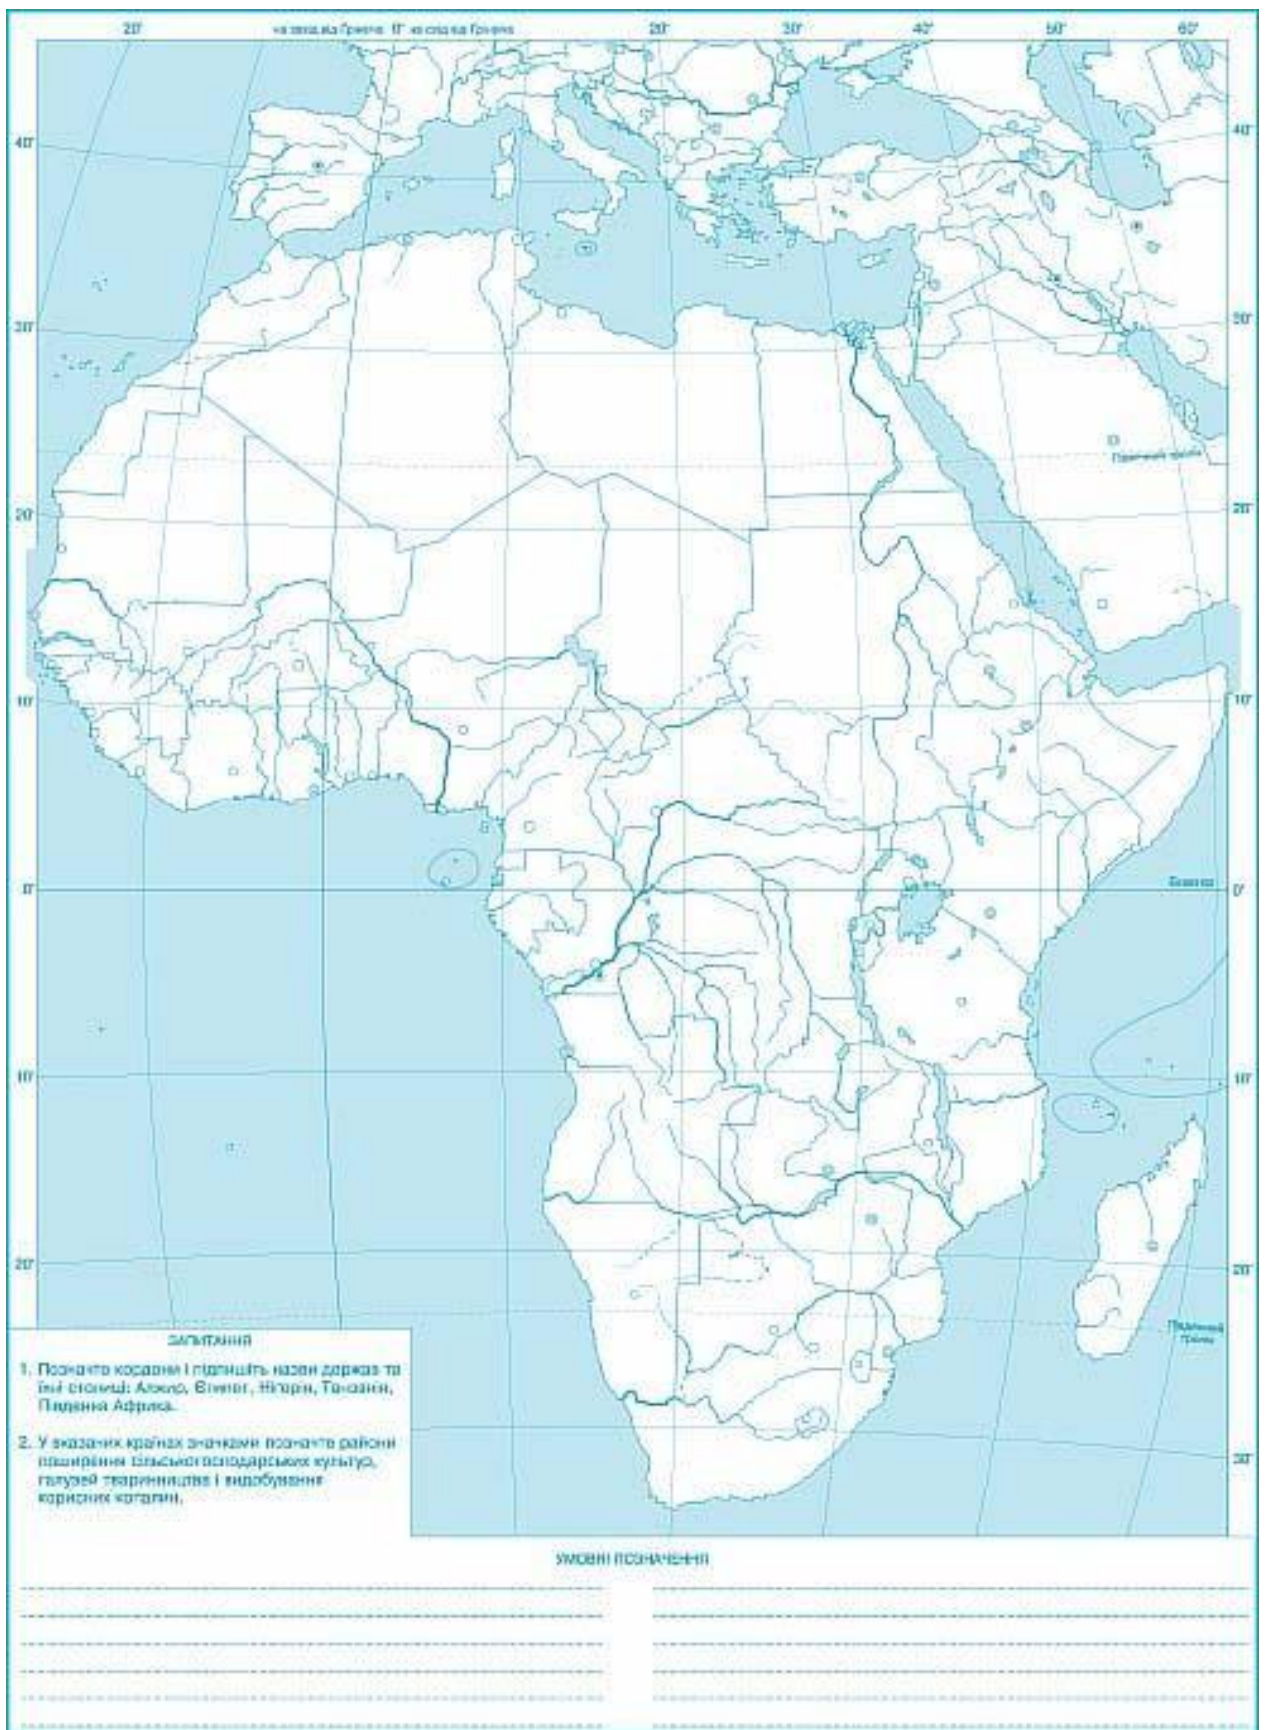 20° на захід від Гринвіча 0° на схід від Гринвіча 20° 30° 40° 50° 60°
40° 40°
30° 30°
20° 20°
10° 10°
Екватор
0° 0°
10° 10°
20° 20°
Південний тропік
30°
ЗАПИТАННЯ
1. Позначте кордони і підпишіть назви держав та
їхні столиці: Алжир, Єгипет, Нігерія, Танзанія,
Південна Африка.
2. У вказаних країнах значками позначте райони
поширення сільськогосподарських культур,
галузей тваринництва і видобування
корисних копалин.
УМОВНІ ПОЗНАЧЕННЯ